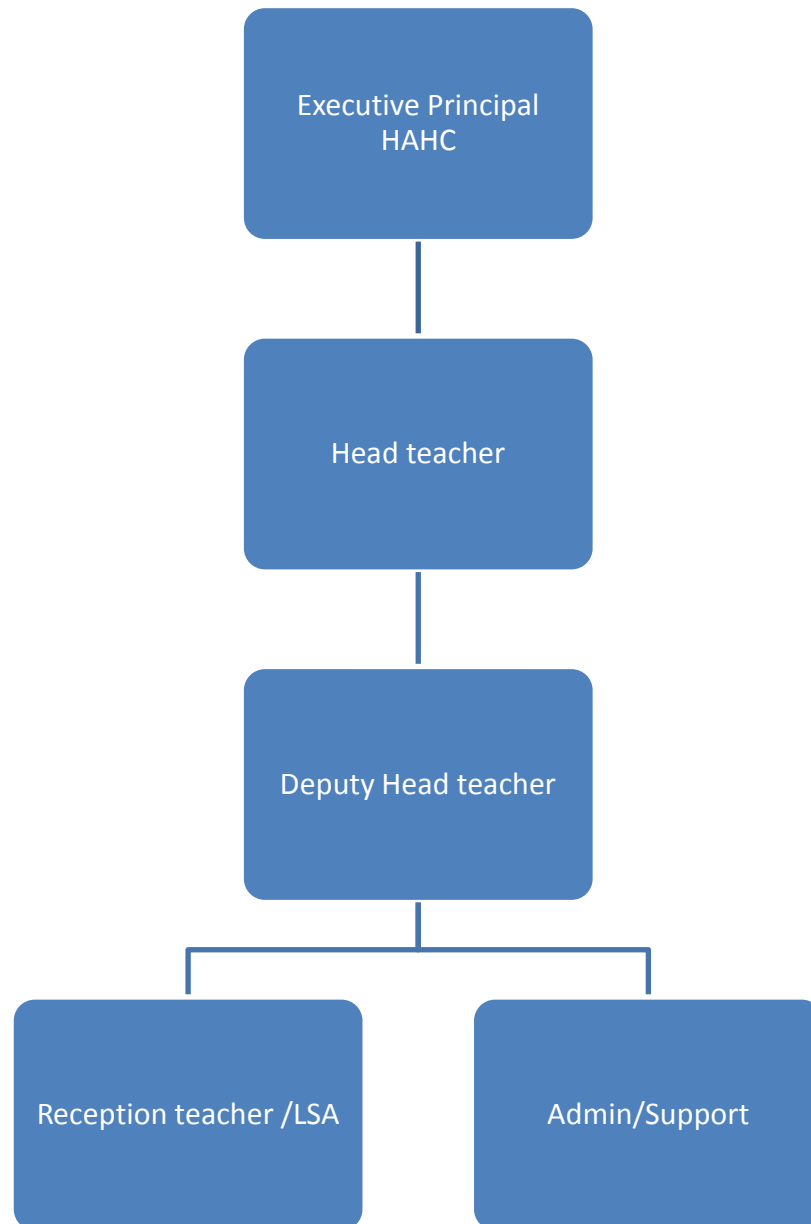 Executive Principal
HAHC
Head teacher
Deputy Head teacher
Reception teacher /LSA
Admin/Support